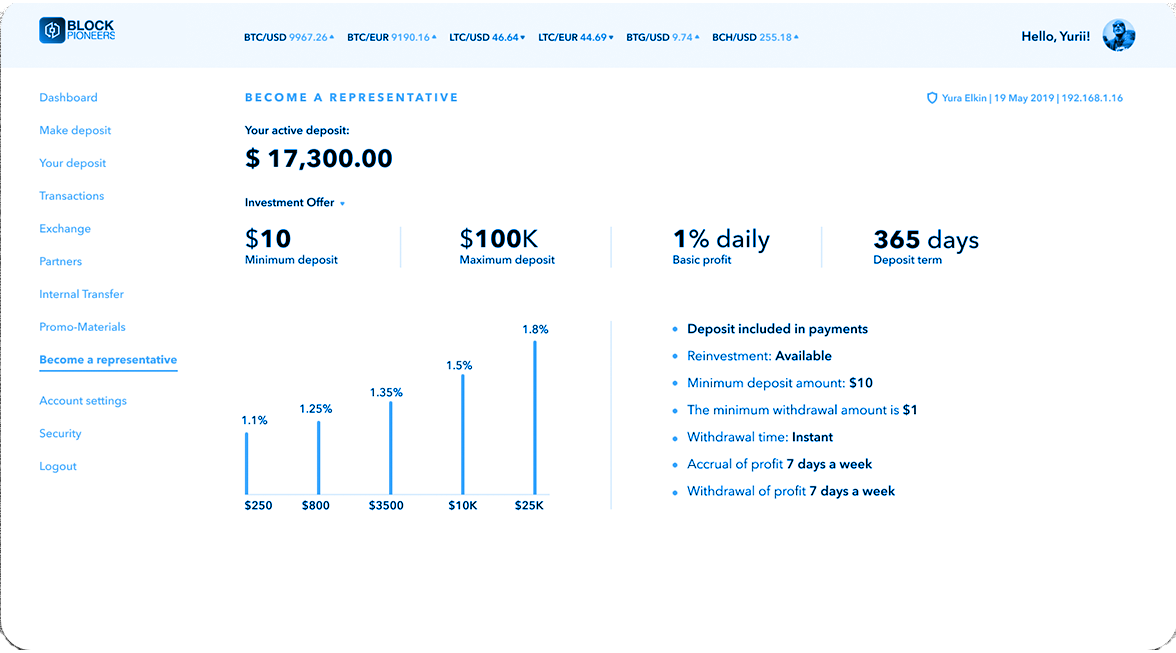 BLOCK
PIONEERS
BTC/USD 9967.26 BTC/EUR 9190.16 LTC/USD 46.64 LTC/EUR 44.69 BTG/USD 9.74 BCH/USD 255.18
Hello, Yurii!
Dashboard
Make deposit
Your deposit
Transactions
Exchange
Partners
Internal Transfer
Promo-Materials
Become a representative
Account settings
Security
Logout
BECOME A REPRESENTATIVE
Yura Elkin | 19 May 2019 | 192.168.1.16
Your active deposit:
$ 17,300.00
Investment Offer
$10
Minimum deposit
$100K
Maximum deposit
1% daily
Basic profit
365 days
Deposit term
1.1%
1.25%
1.35%
1.5%
1.8%
$250
$800
$3500
$10K
$25K
Deposit included in payments
Reinvestment: Available
Minimum deposit amount: $10
The minimum withdrawal amount is $1
Withdrawal time: Instant
Accrual of profit 7 days a week
Withdrawal of profit 7 days a week